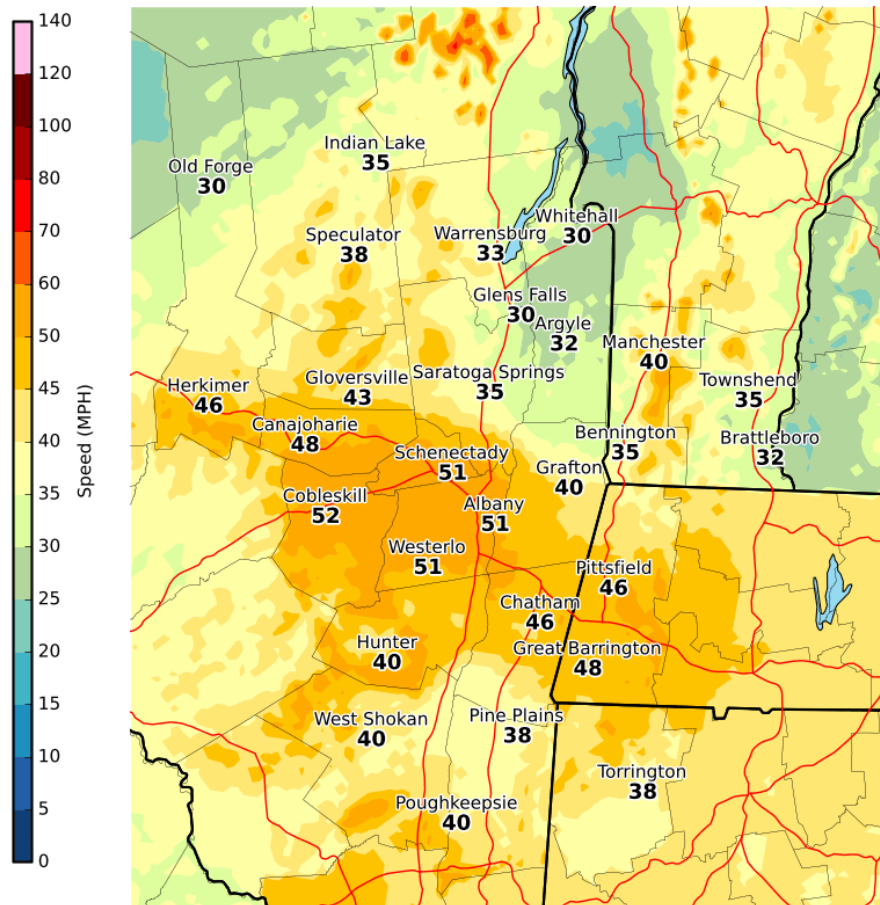 140
120
100
80
70
60
50
45
40
35
30
25
20
15
10
5
0
Speed (MPH)
Indian Lake
35
Old Forge
30
Whitehall
30
Speculator
38
Warrensburg
33
Glens Falls
30
Argyle
32
Manchester
40
Gloversville
43
Saratoga Springs
35
Townshend
35
Herkimer
46
Canajoharie
48
Bennington
35
Brattleboro
32
Schenectady
51
Grafton
40
Cobleskill
52
Albany
51
Westerlo
51
Pittsfield
46
Chatham
46
Hunter
40
Great Barrington
48
West Shokan
40
Pine Plains
38
Torrington
38
Poughkeepsie
40